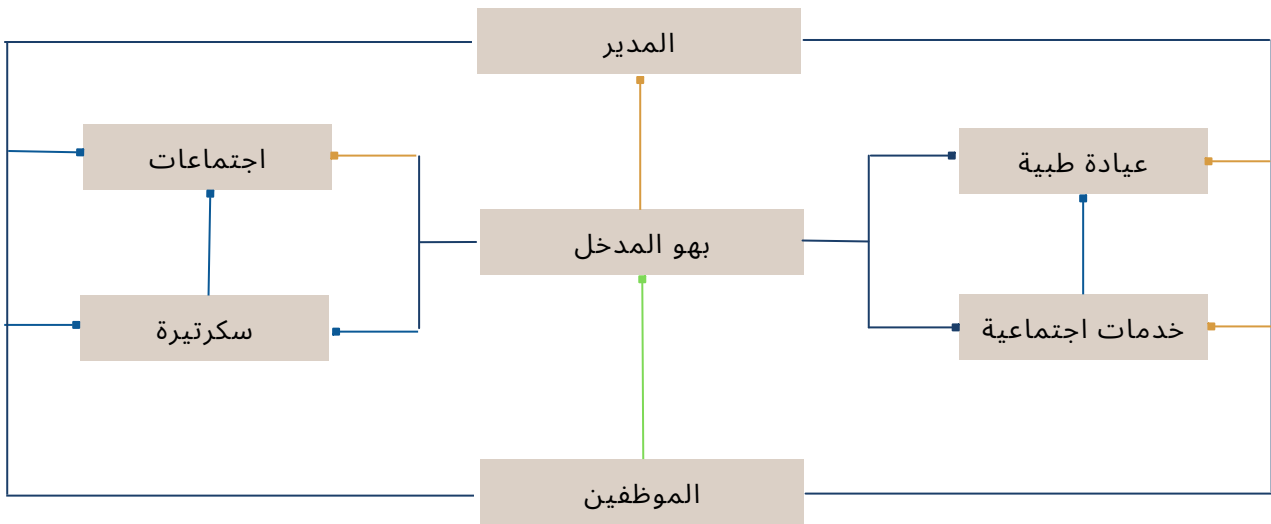 المدير
عيادة طبية
اجتماعات
بهو المدخل
خدمات اجتماعية
سكرتيرة
الموظفين